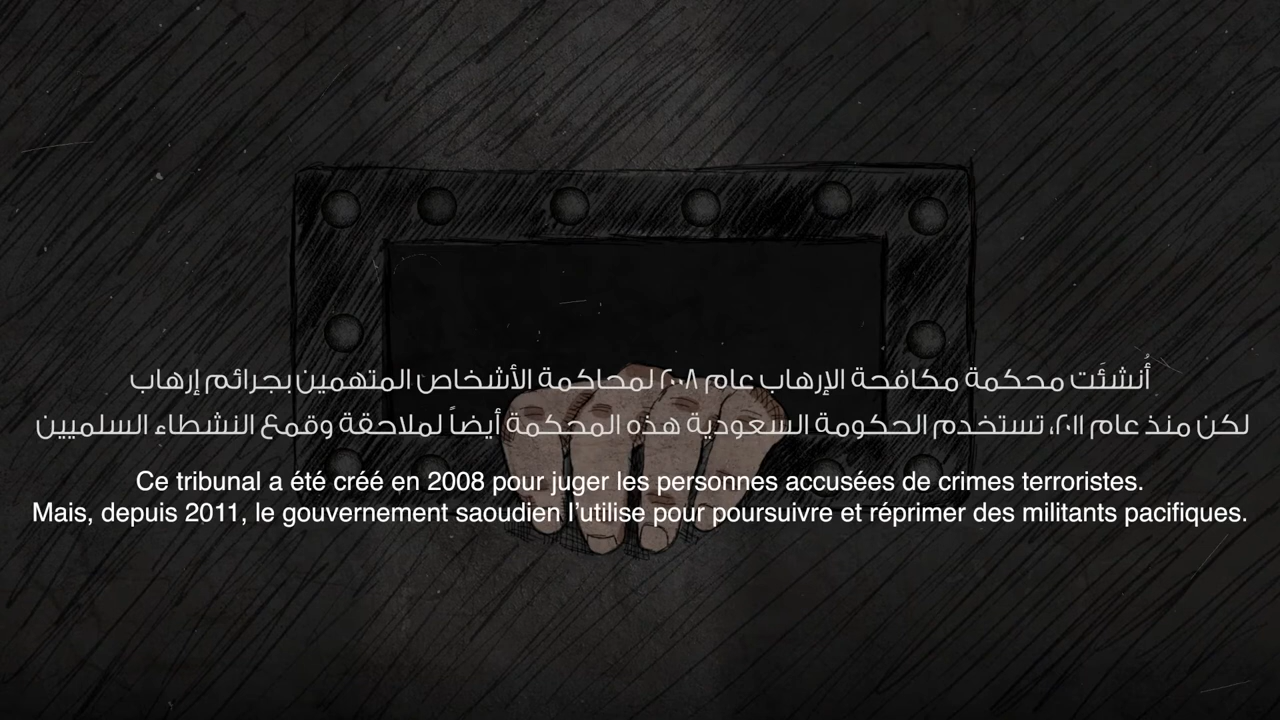 أُنشئَت محكمة مكافحة الإرهاب عام ٢٠٠٨ لمحاكمة الأشخاص المتهمين بجرائم إرهاب
لكن منذ عام ٢٠١١، تستخدم الحكومة السعودية هذه المحكمة أيضاً لملاحقة وقمع النشطاء السلميين
Ce tribunal a été créé en 2008 pour juger les personnes accusées de crimes terroristes.
Mais, depuis 2011, le gouvernement saoudien l’utilise pour poursuivre et réprimer des militants pacifiques.